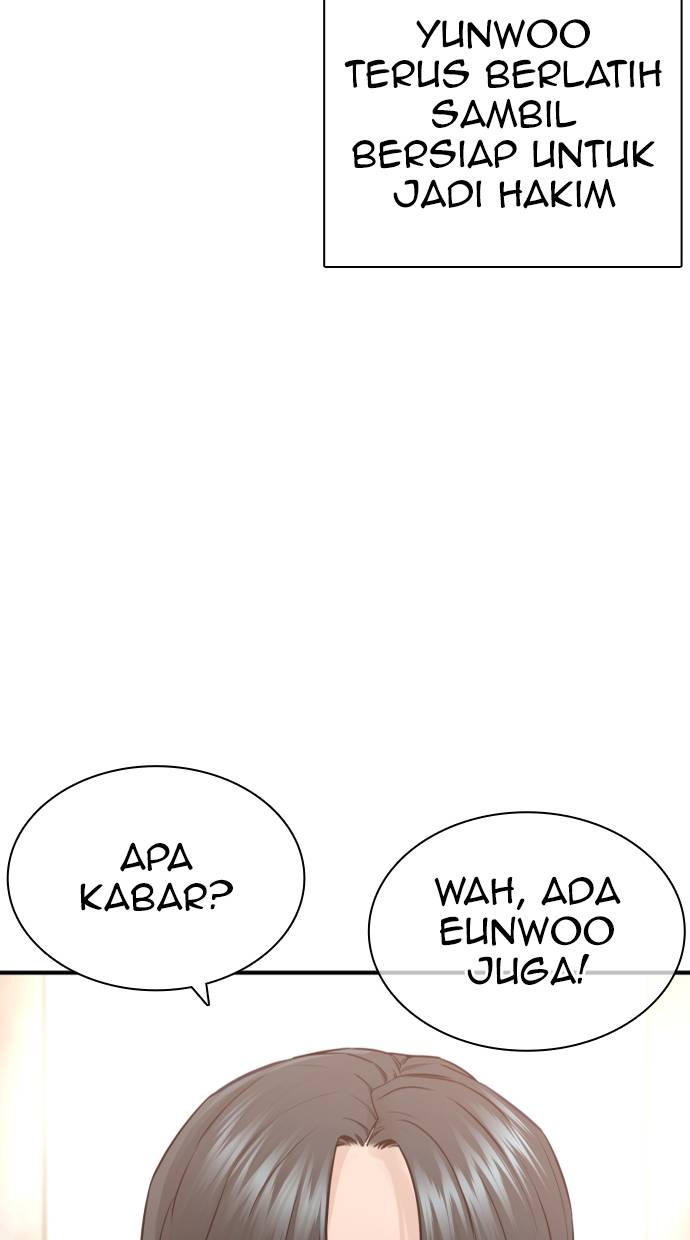 YUNWOO
TERUS BERLATIH
SAMBIL
BERSIAP UNTUK
JADI HAKIM
APA
KABAR?
WAH, ADA
EUNWOO
JUGA!